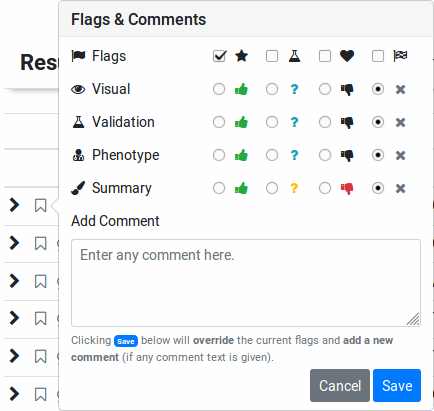 Flags & Comments
Flags
Res
Visual ?
Validation ?
Phenotype ?
Summary ?
Add Comment
Enter any comment here.
Clicking Save below will override the current flags and add a new
comment (if any comment text is given).
Cancel Save